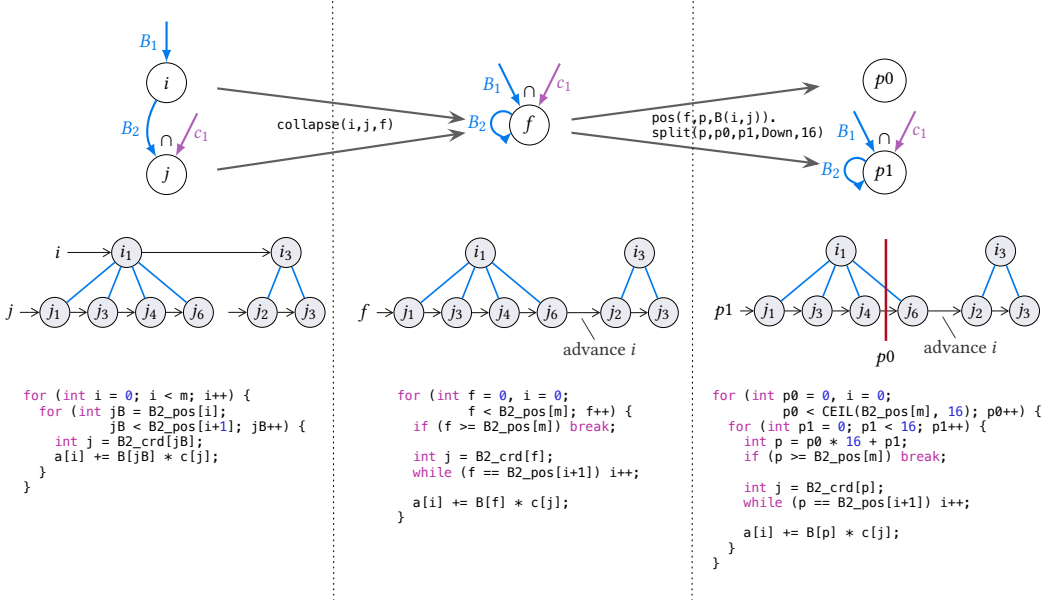 B1
i
B2
c1
∩
j
collapse(i,j,f)
B1
c1
∩
B2
f
pos(f,p,B(i,j)).
split(p,p0,p1,Down,16)
p0
B1
c1
∩
B2
p1
i i1 i3
j j1 j3 j4 j6 j2 j3
i1 i3
f j1 j3 j4 j6 j2 j3
advance i
i1 i3
p1 j1 j3 j4 j6 j2 j3
p0
advance i
for (int i = 0; i < m; i++) {
for (int jB = B2_pos[i];
jB < B2_pos[i+1]; jB++) {
int j = B2_crd[jB];
a[i] += B[jB] * c[j];
}
}
for (int f = 0, i = 0;
f < B2_pos[m]; f++) {
if (f >= B2_pos[m]) break;
int j = B2_crd[f];
while (f == B2_pos[i+1]) i++;
a[i] += B[f] * c[j];
}
for (int p0 = 0, i = 0;
p0 < CEIL(B2_pos[m], 16); p0++) {
for (int p1 = 0; p1 < 16; p1++) {
int p = p0 * 16 + p1;
if (p >= B2_pos[m]) break;
int j = B2_crd[p];
while (p == B2_pos[i+1]) i++;
a[i] += B[p] * c[j];
}
}